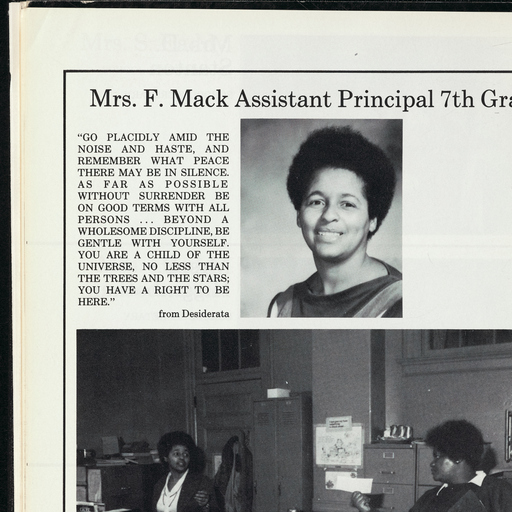 Mrs. F. Mack Assistant Principal 7th Gra
“GO PLACIDLY AMID THE
NOISE AND HASTE, AND
REMEMBER WHAT PEACE
THERE MAY BE IN SILENCE.
AS FAR AS POSSIBLE
WITHOUT SURRENDER BE
ON GOOD TERMS WITH ALL
PERSONS ... BEYOND A
WHOLESOME DISCIPLINE, BE
GENTLE WITH YOURSELF.
YOU ARE A CHILD OF THE
UNIVERSE, NO LESS THAN
THE TREES AND THE STARS;
YOU HAVE A RIGHT TO BE
HERE.”
from Desiderata